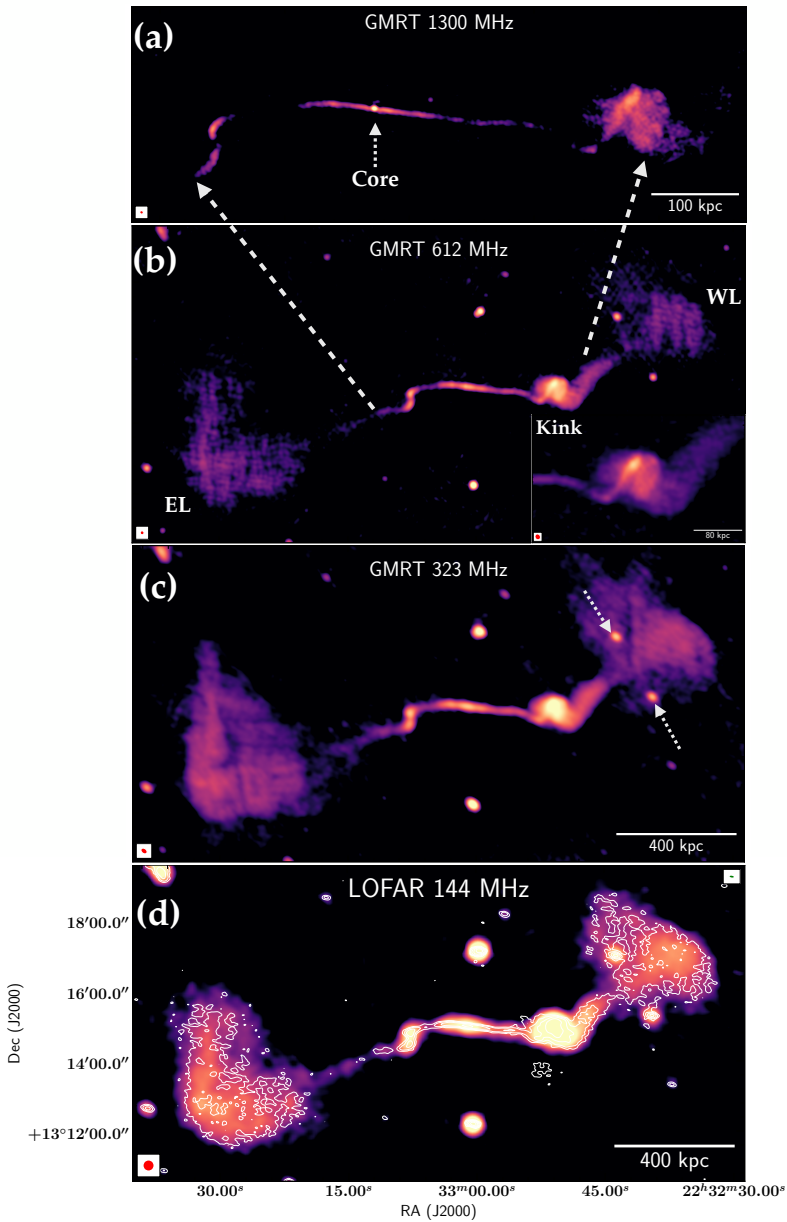 (a)
GMRT 1300 MHz
Core
100 kpc
(b)
GMRT 612 MHz
WL
EL
Kink
80 kpc
(c)
GMRT 323 MHz
400 kpc
(d)
LOFAR 144 MHz
18′00.0″
16′00.0″
14′00.0″
+13°12′00.0″
Dec (J2000)
400 kpc
30.00ˢ 15.00ˢ 33ᵐ00.00ˢ 45.00ˢ 22ʰ32ᵐ30.00ˢ
RA (J2000)